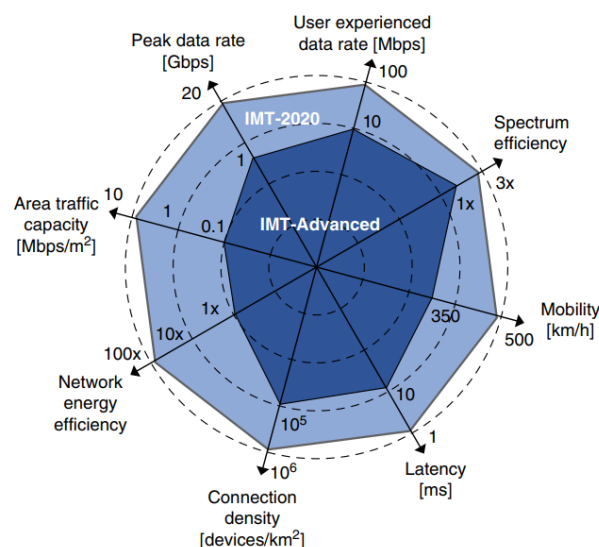 User experienced
data rate [Mbps]
100
Peak data rate
[Gbps]
20
IMT-2020
10
1
Spectrum
efficiency
3x
1x
Area traffic
capacity
[Mbps/m²]
10
1
0.1
IMT-Advanced
Mobility
[km/h]
350
500
1x
10x
100x
Network
energy
efficiency
10⁵
10⁶
Connection
density
[devices/km²]
10
1
Latency
[ms]